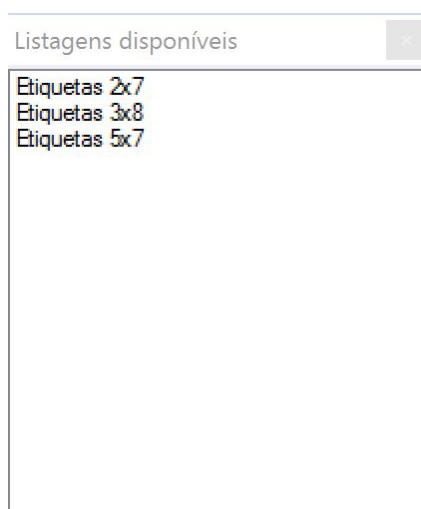 Listagens disponíveis
Etiquetas 2x7
Etiquetas 3x8
Etiquetas 5x7